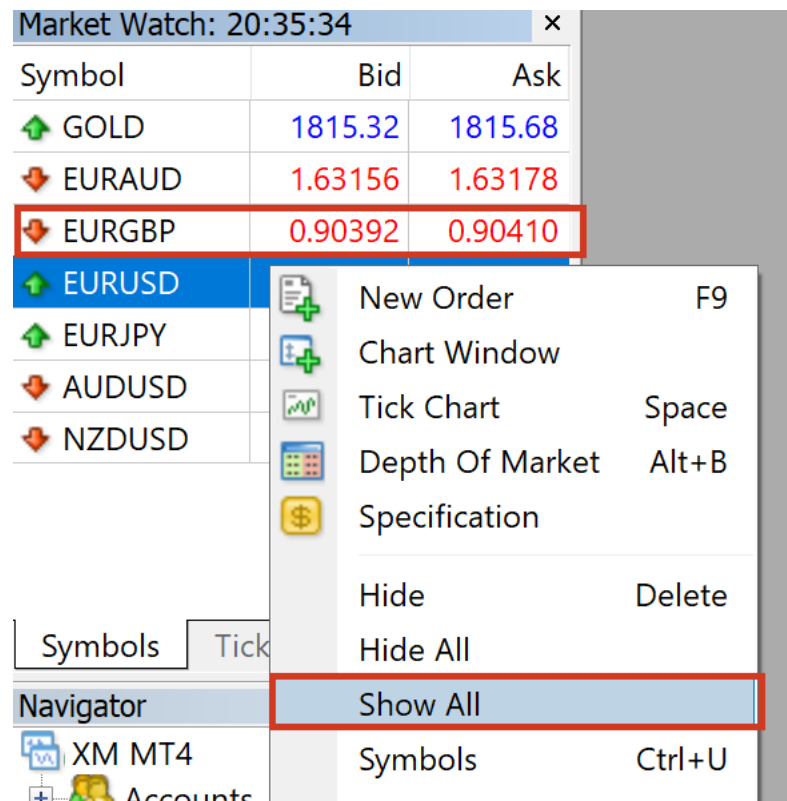 Market Watch: 20:35:34
Symbol Bid Ask
GOLD 1815.32 1815.68
EURAUD 1.63156 1.63178
EURGBP 0.90392 0.90410
EURUSD
EURJPY
AUDUSD
NZDUSD
New Order F9
Chart Window
Tick Chart Space
Depth Of Market Alt+B
Specification
Hide Delete
Hide All
Show All
Symbols Ctrl+U
Symbols Tick
Navigator
XM MT4
Accounts